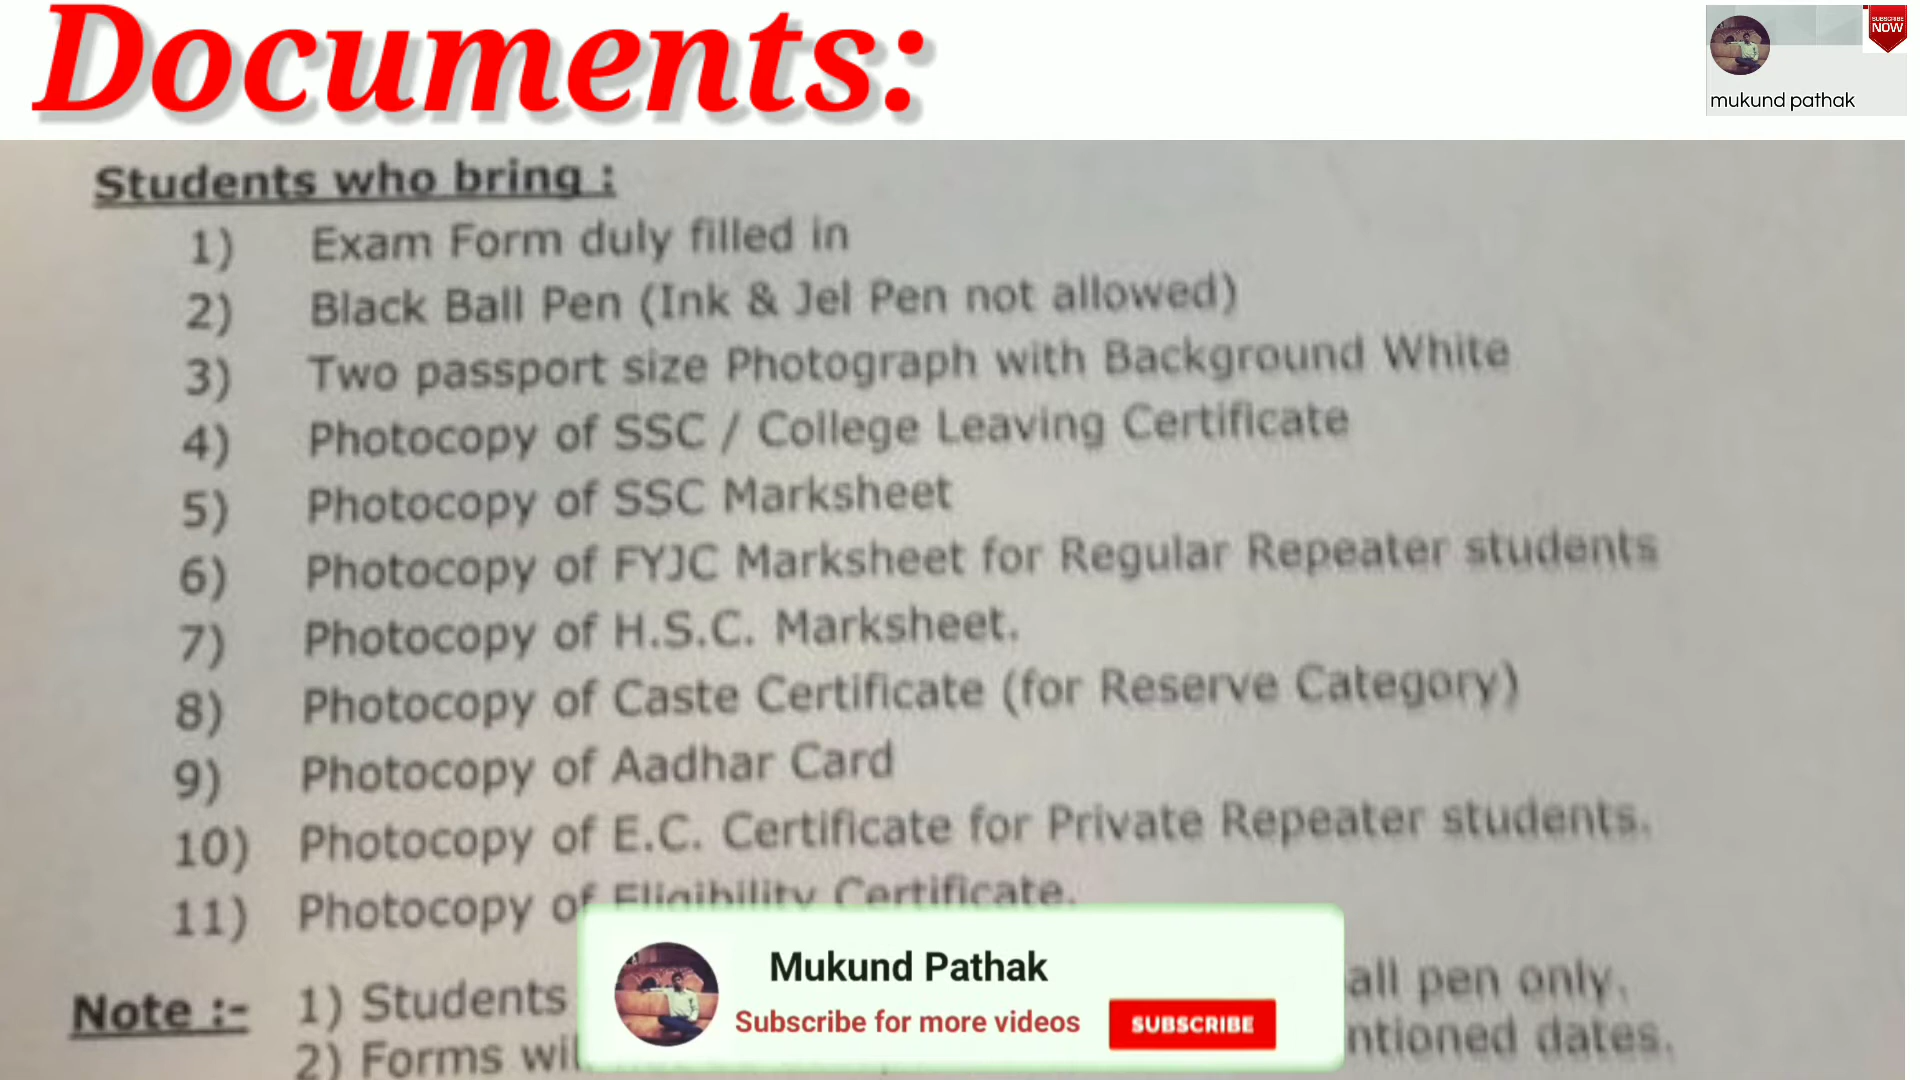 Documents:
SUBSCRIBE
NOW
mukund pathak
Students who bring :
1) Exam Form duly filled in
2) Black Ball Pen (Ink & Jel Pen not allowed)
3) Two passport size Photograph with Background White
4) Photocopy of SSC / College Leaving Certificate
5) Photocopy of SSC Marksheet
6) Photocopy of FYJC Marksheet for Regular Repeater students
7) Photocopy of H.S.C. Marksheet.
8) Photocopy of Caste Certificate (for Reserve Category)
9) Photocopy of Aadhar Card
10) Photocopy of E.C. Certificate for Private Repeater students.
11) Photocopy of Eligibility Certificate.
Note :- 1) Students all pen only.
2) Forms wil ntioned dates.
Mukund Pathak
Subscribe for more videos
SUBSCRIBE